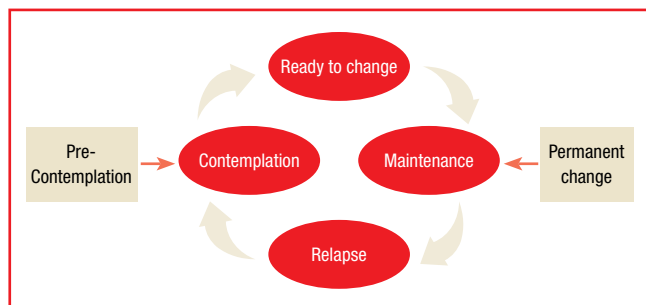 Ready to change
Pre-
Contemplation
Contemplation
Maintenance
Permanent
change
Relapse